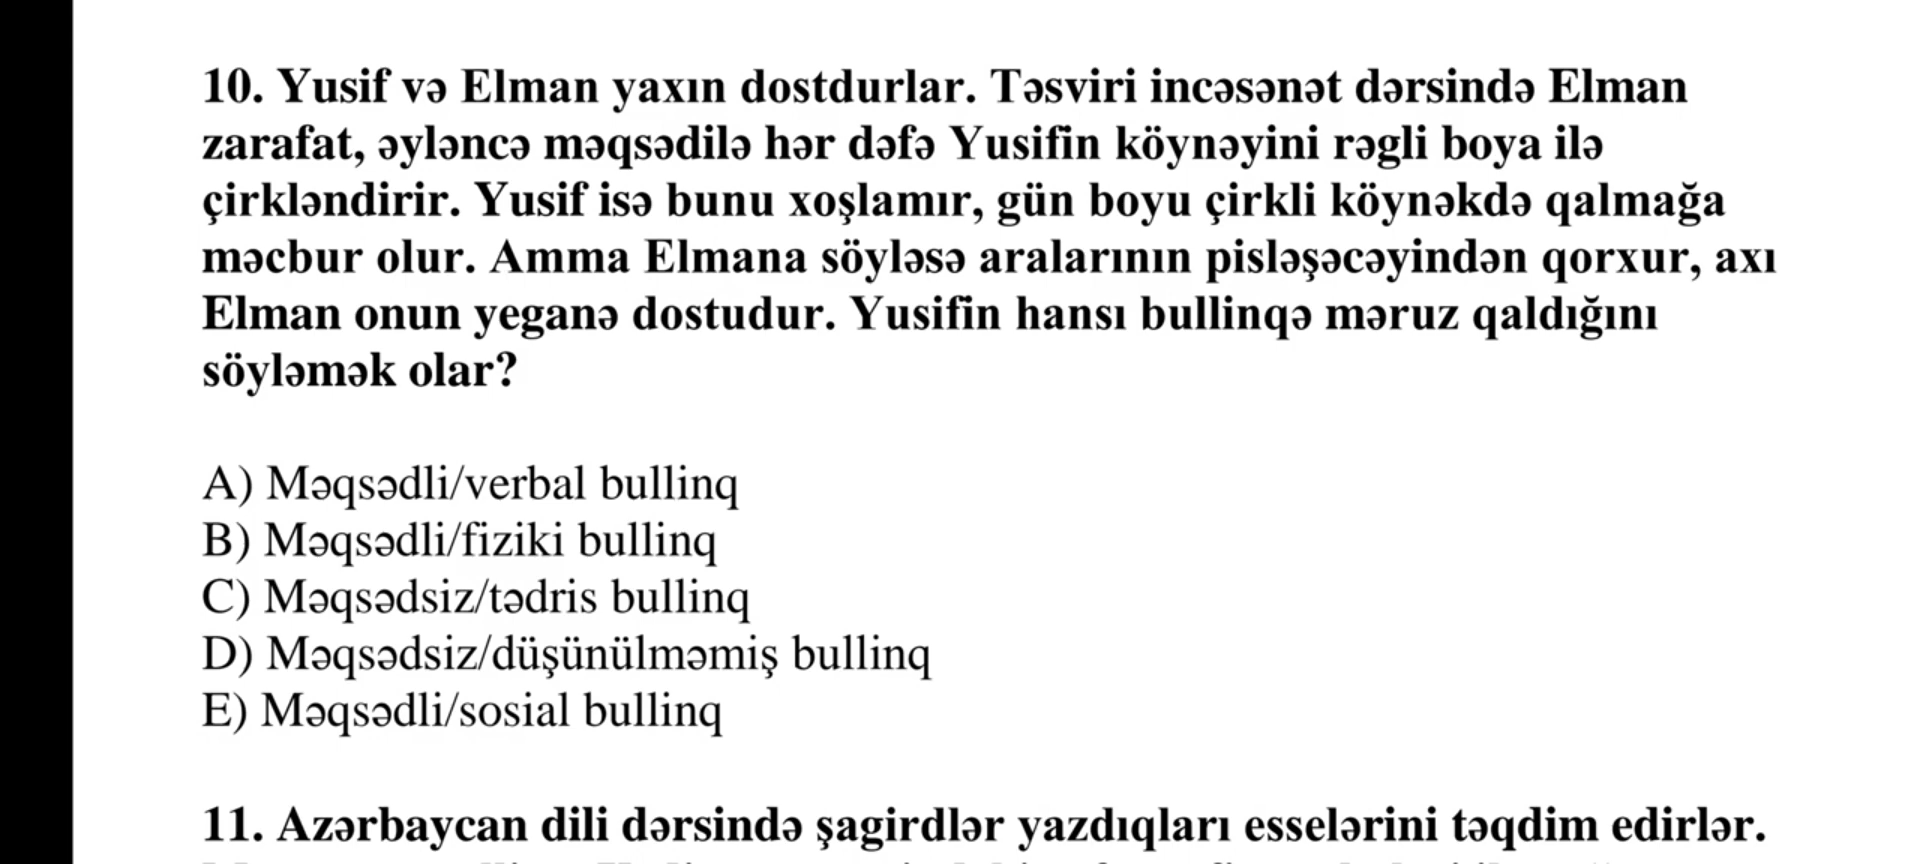 10. Yusif və Elman yaxın dostdurlar. Təsviri incəsənət dərsində Elman
zarafat, əyləncə məqsədilə hər dəfə Yusifin köynəyini rəgli boya ilə
çirkləndirir. Yusif isə bunu xoşlamır, gün boyu çirkli köynəkdə qalmağa
məcbur olur. Amma Elmana söyləsə aralarının pisləşəcəyindən qorxur, axı
Elman onun yeganə dostudur. Yusifin hansı bullinqə məruz qaldığını
söyləmək olar?
A) Məqsədli/verbal bullinq
B) Məqsədli/fiziki bullinq
C) Məqsədsiz/tədris bullinq
D) Məqsədsiz/düşünülməmiş bullinq
E) Məqsədli/sosial bullinq
11. Azərbaycan dili dərsində şagirdlər yazdıqları esselərini təqdim edirlər.